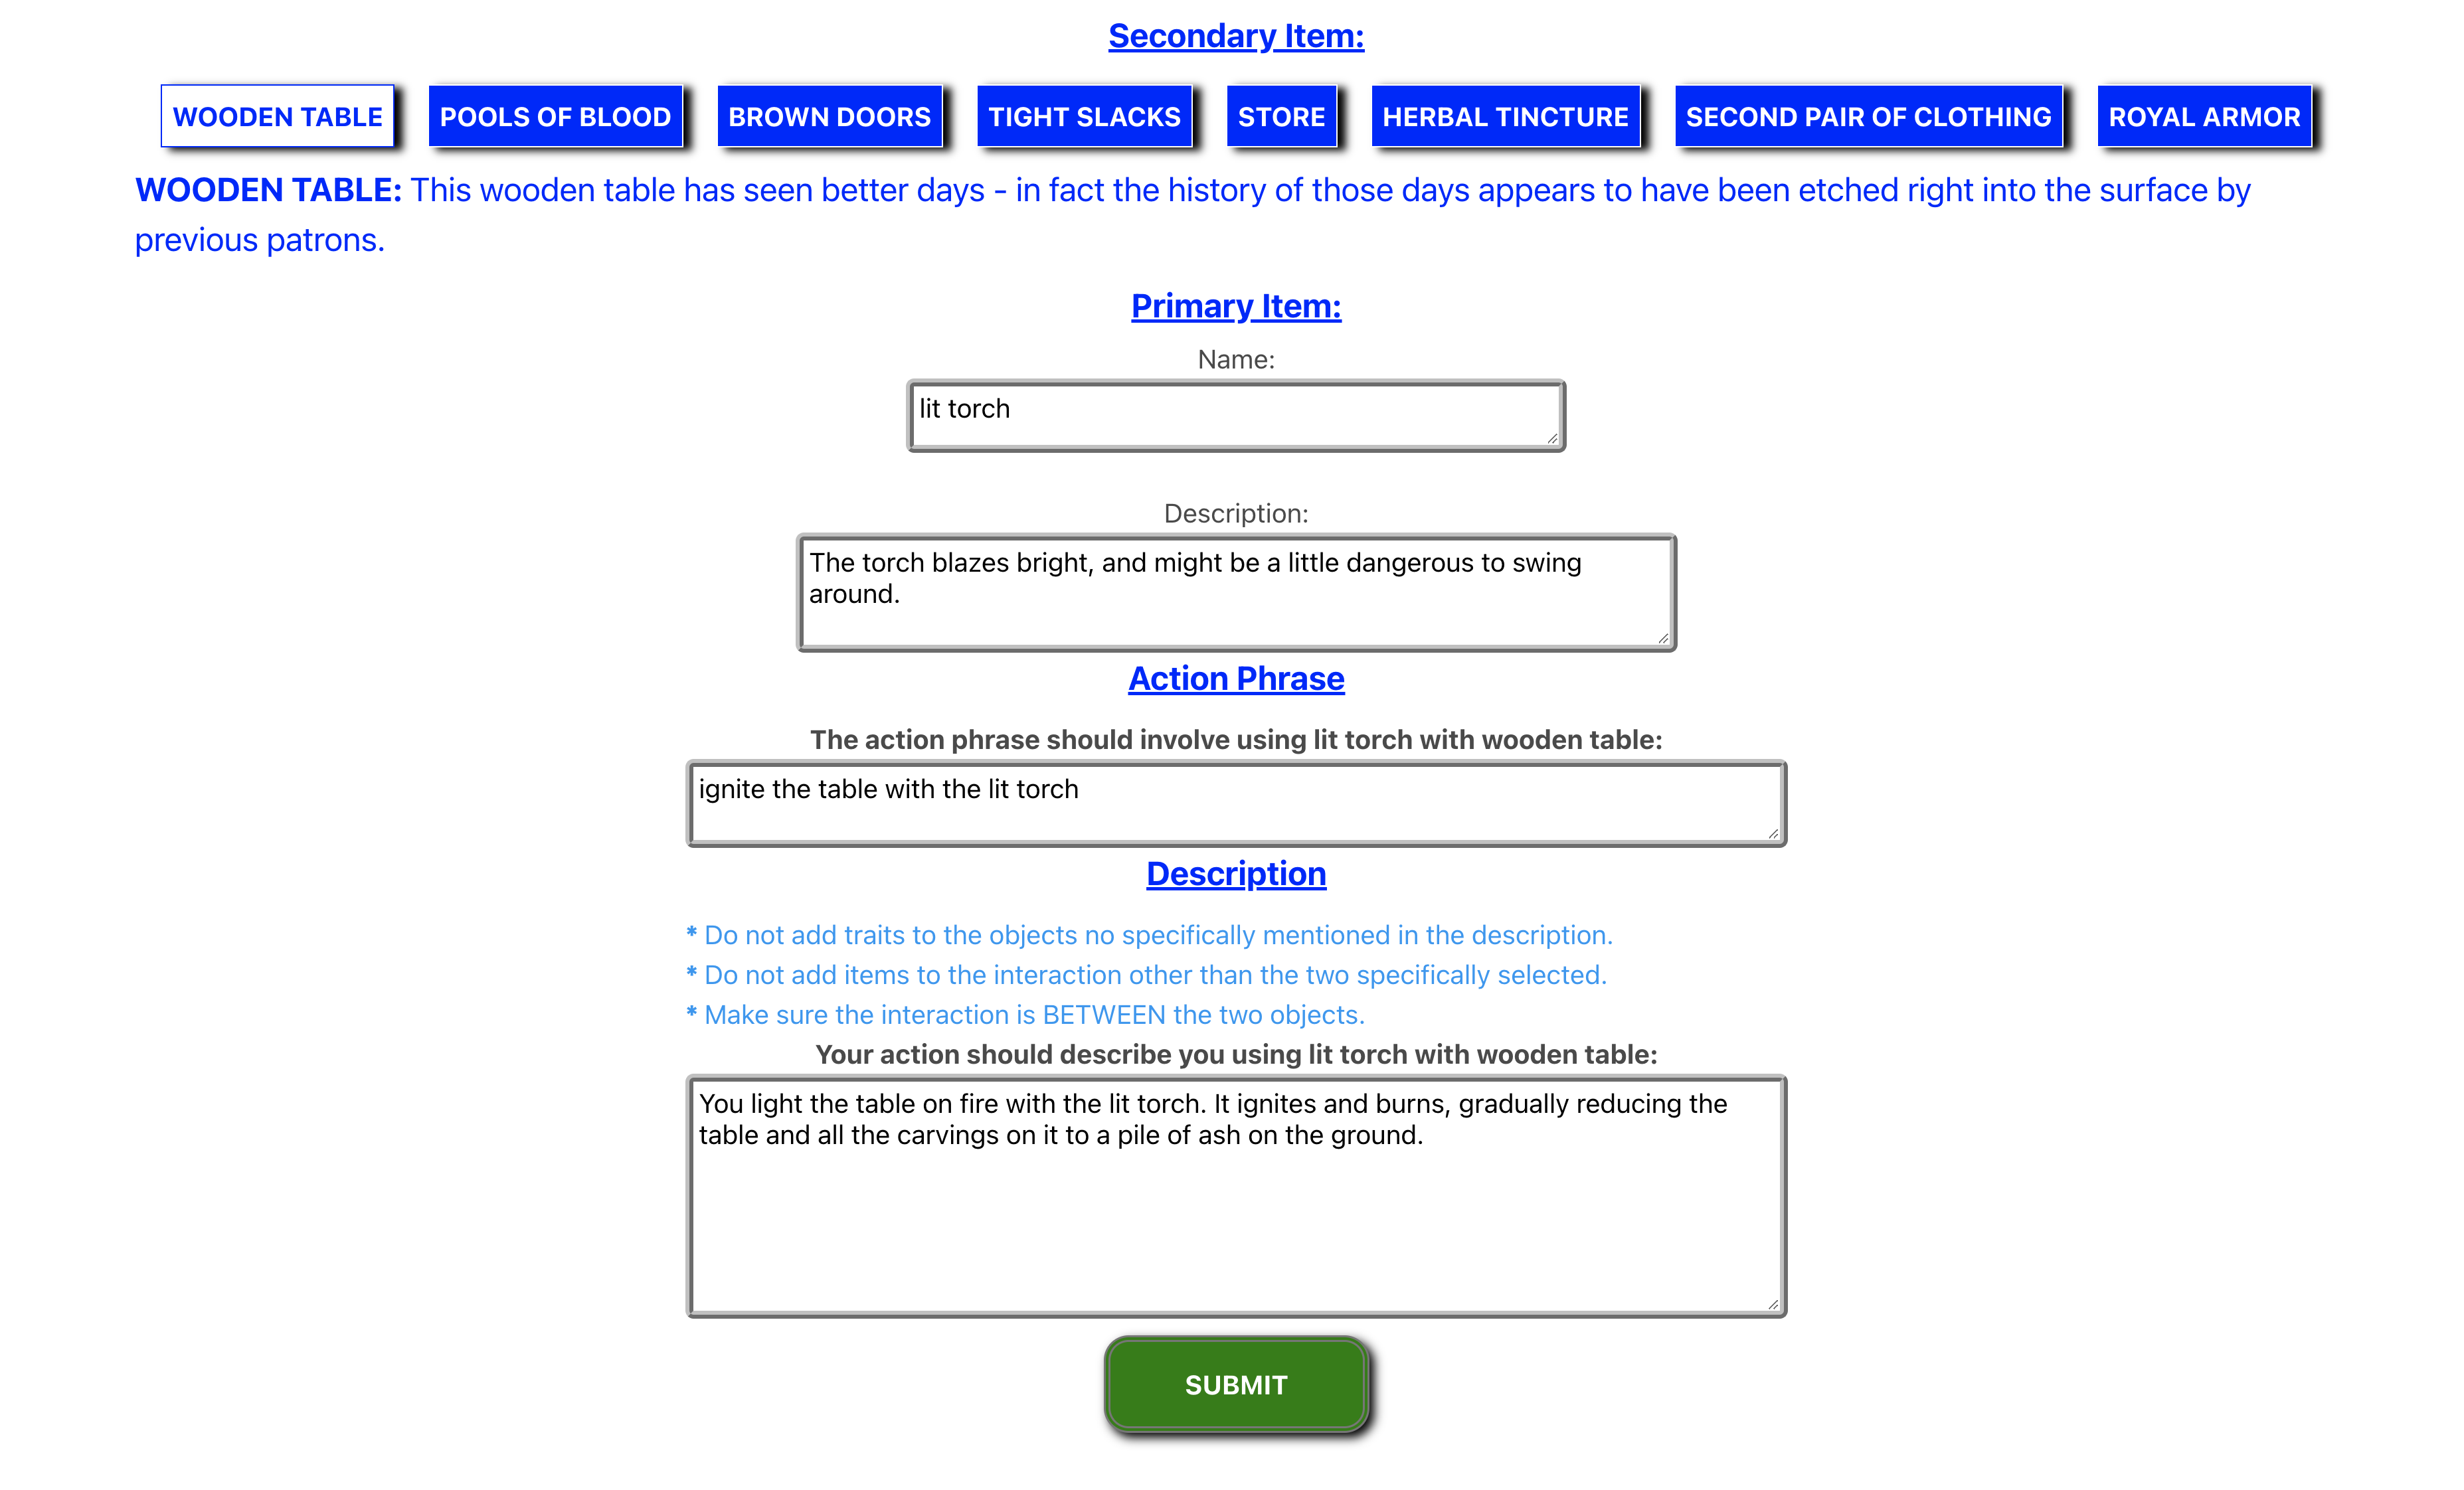 Secondary Item:
WOODEN TABLE POOLS OF BLOOD BROWN DOORS TIGHT SLACKS STORE HERBAL TINCTURE SECOND PAIR OF CLOTHING ROYAL ARMOR
WOODEN TABLE: This wooden table has seen better days - in fact the history of those days appears to have been etched right into the surface by
previous patrons.
Primary Item:
Name:
lit torch
Description:
The torch blazes bright, and might be a little dangerous to swing
around.
Action Phrase
The action phrase should involve using lit torch with wooden table:
ignite the table with the lit torch
Description
* Do not add traits to the objects no specifically mentioned in the description.
* Do not add items to the interaction other than the two specifically selected.
* Make sure the interaction is BETWEEN the two objects.
Your action should describe you using lit torch with wooden table:
You light the table on fire with the lit torch. It ignites and burns, gradually reducing the
table and all the carvings on it to a pile of ash on the ground.
SUBMIT